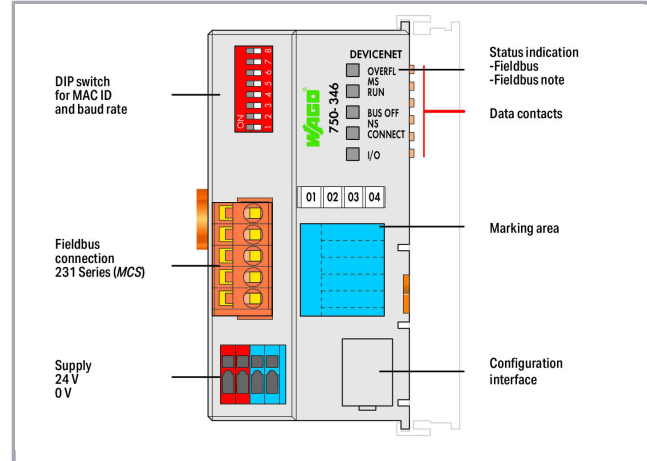 DIP switch
for MAC ID
and baud rate
Fieldbus
connection
231 Series (MCS)
Supply
24 V
0 V
ON
1 2 3 4 5 6 7 8
WAGO
750-346
DEVICENET
OVERFL
MS
RUN
BUS OFF
NS
CONNECT
I/O
01 02 03 04
Status indication
-Fieldbus
-Fieldbus note
Data contacts
Marking area
Configuration
interface